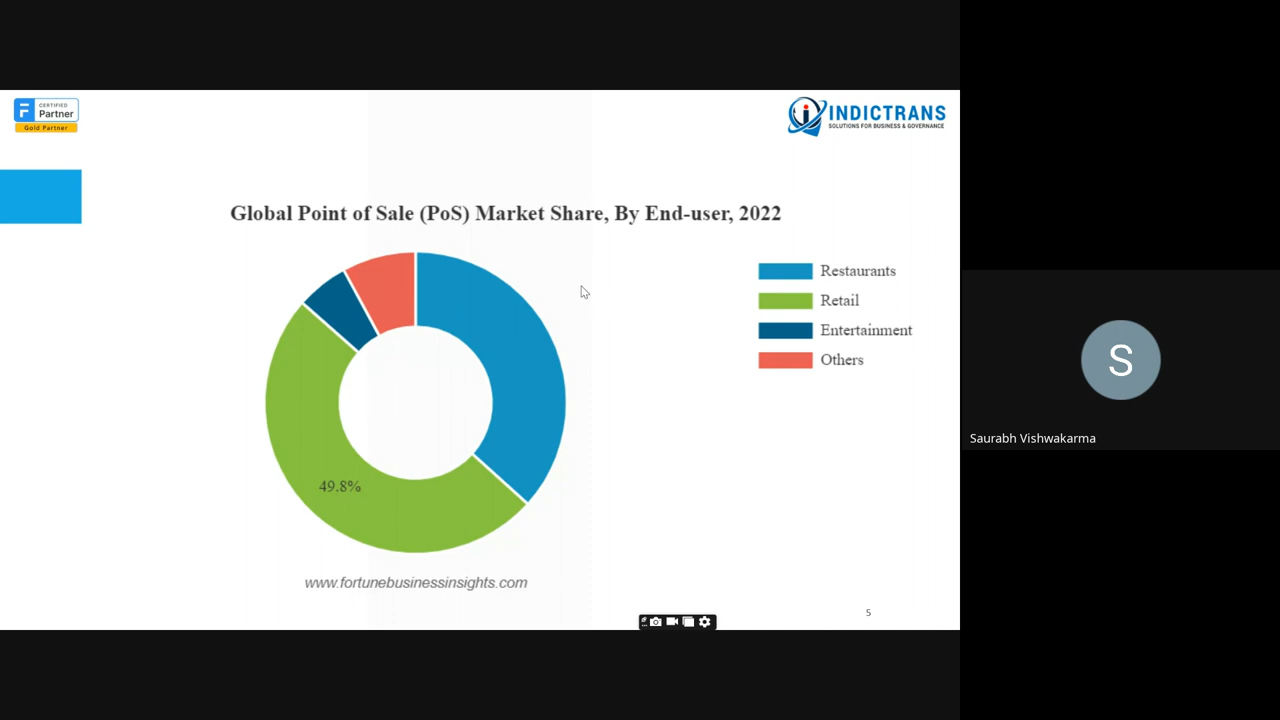 CERTIFIED
Partner
Gold Partner
INDICTRANS
SOLUTIONS FOR BUSINESS & GOVERNANCE
Global Point of Sale (PoS) Market Share, By End-user, 2022
Restaurants
Retail
Entertainment
Others
49.8%
www.fortunebusinessinsights.com
5
S
Saurabh Vishwakarma